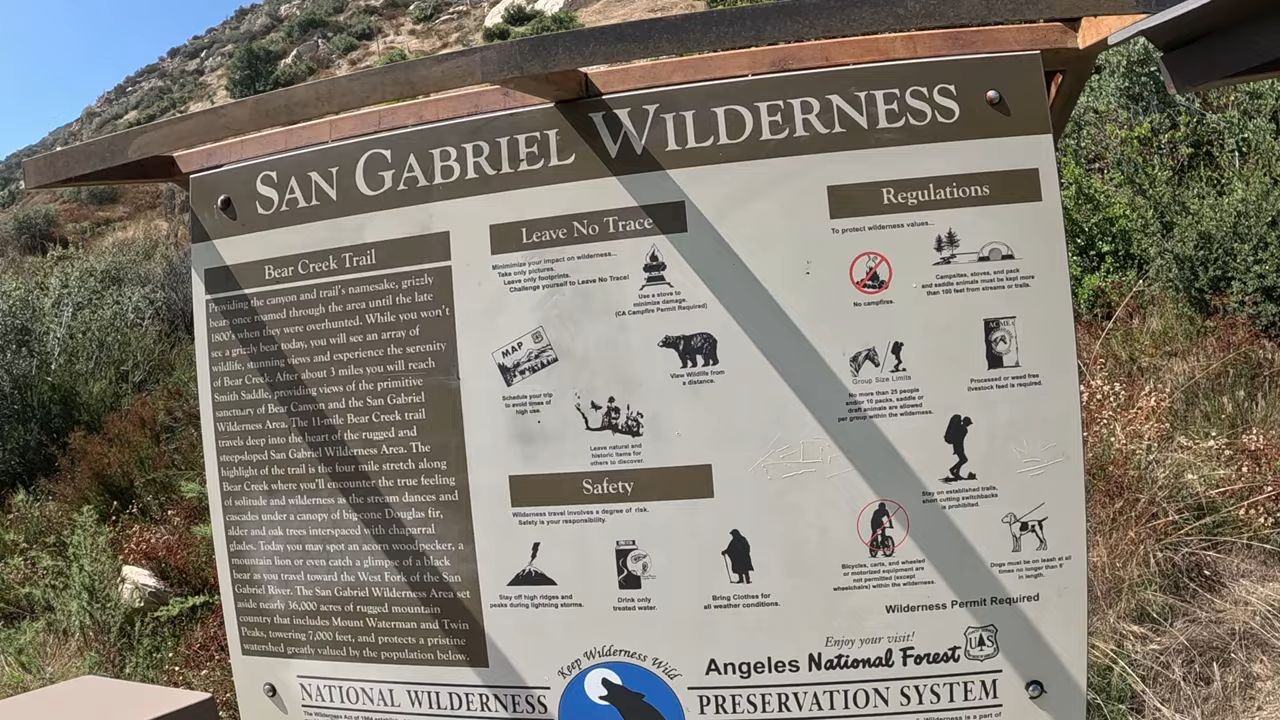 SAN GABRIEL WILDERNESS
Bear Creek Trail
Providing the canyon and trail's namesake, grizzly
bears once roamed through the area until the late
1800's when they were overhunted. While you won't
see a grizzly bear today, you will see an array of
wildlife, stunning views and experience the serenity
of Bear Creek. After about 3 miles you will reach
Smith Saddle, providing views of the primitive
sanctuary of Bear Canyon and the San Gabriel
Wilderness Area. The 11-mile Bear Creek trail
travels deep into the heart of the rugged and
steep-sloped San Gabriel Wilderness Area. The
highlight of the trail is the four mile stretch along
Bear Creek where you'll encounter the true feeling
of solitude and wilderness as the stream dances and
cascades under a canopy of big-cone Douglas fir,
alder and oak trees interspaced with chaparral
glades. Today you may spot an acorn woodpecker, a
mountain lion or even catch a glimpse of a black
bear as you travel toward the West Fork of the San
Gabriel River. The San Gabriel Wilderness Area set
aside nearly 36,000 acres of rugged mountain
country that includes Mount Waterman and Twin
Peaks, towering 7,000 feet, and protects a pristine
watershed greatly valued by the population below.
Leave No Trace
Minimimize your impact on wilderness...
Take only pictures.
Leave only footprints.
Challenge yourself to Leave No Trace!
Use a stove to
minimize damage.
(CA Campfire Permit Required)
MAP
Schedule your trip
to avoid times of
high use.
View Wildlife from
a distance.
Leave natural and
historic items for
others to discover.
Safety
Wilderness travel involves a degree of risk.
Safety is your responsibility.
Stay off high ridges and
peaks during lightning storms.
Drink only
treated water.
Bring Clothes for
all weather conditions.
Regulations
To protect wilderness values...
No campfires.
Campsites, stoves, and pack
and saddle animals must be kept more
than 100 feet from streams or trails.
Group Size Limits
No more than 25 people
and/or 10 packs, saddle or
draft animals are allowed
per group within the wilderness.
ACME
Processed or weed free
livestock feed is required.
Stay on established trails,
short cutting switchbacks
is prohibited.
Bicycles, carts, and wheeled
or motorized equipment are
not permitted (except
wheelchairs) within the wilderness.
Dogs must be on leash at all
times no longer than 6'
in length.
Wilderness Permit Required
Enjoy your visit!
Angeles National Forest
UAS
Keep Wilderness Wild
NATIONAL WILDERNESS PRESERVATION SYSTEM